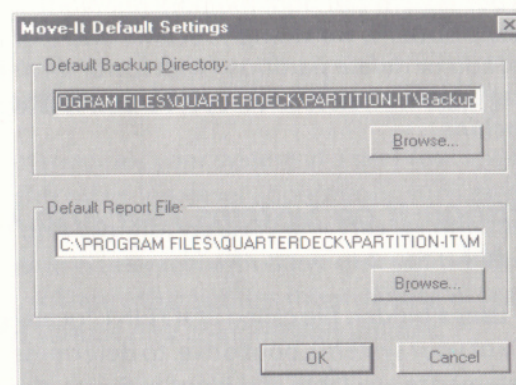 Move-It Default Settings
Default Backup Directory:
OGRAM FILES\QUARTERDECK\PARTITION-IT\Backup
Browse...
Default Report File:
C:\PROGRAM FILES\QUARTERDECK\PARTITION-IT\M
Browse...
OK
Cancel